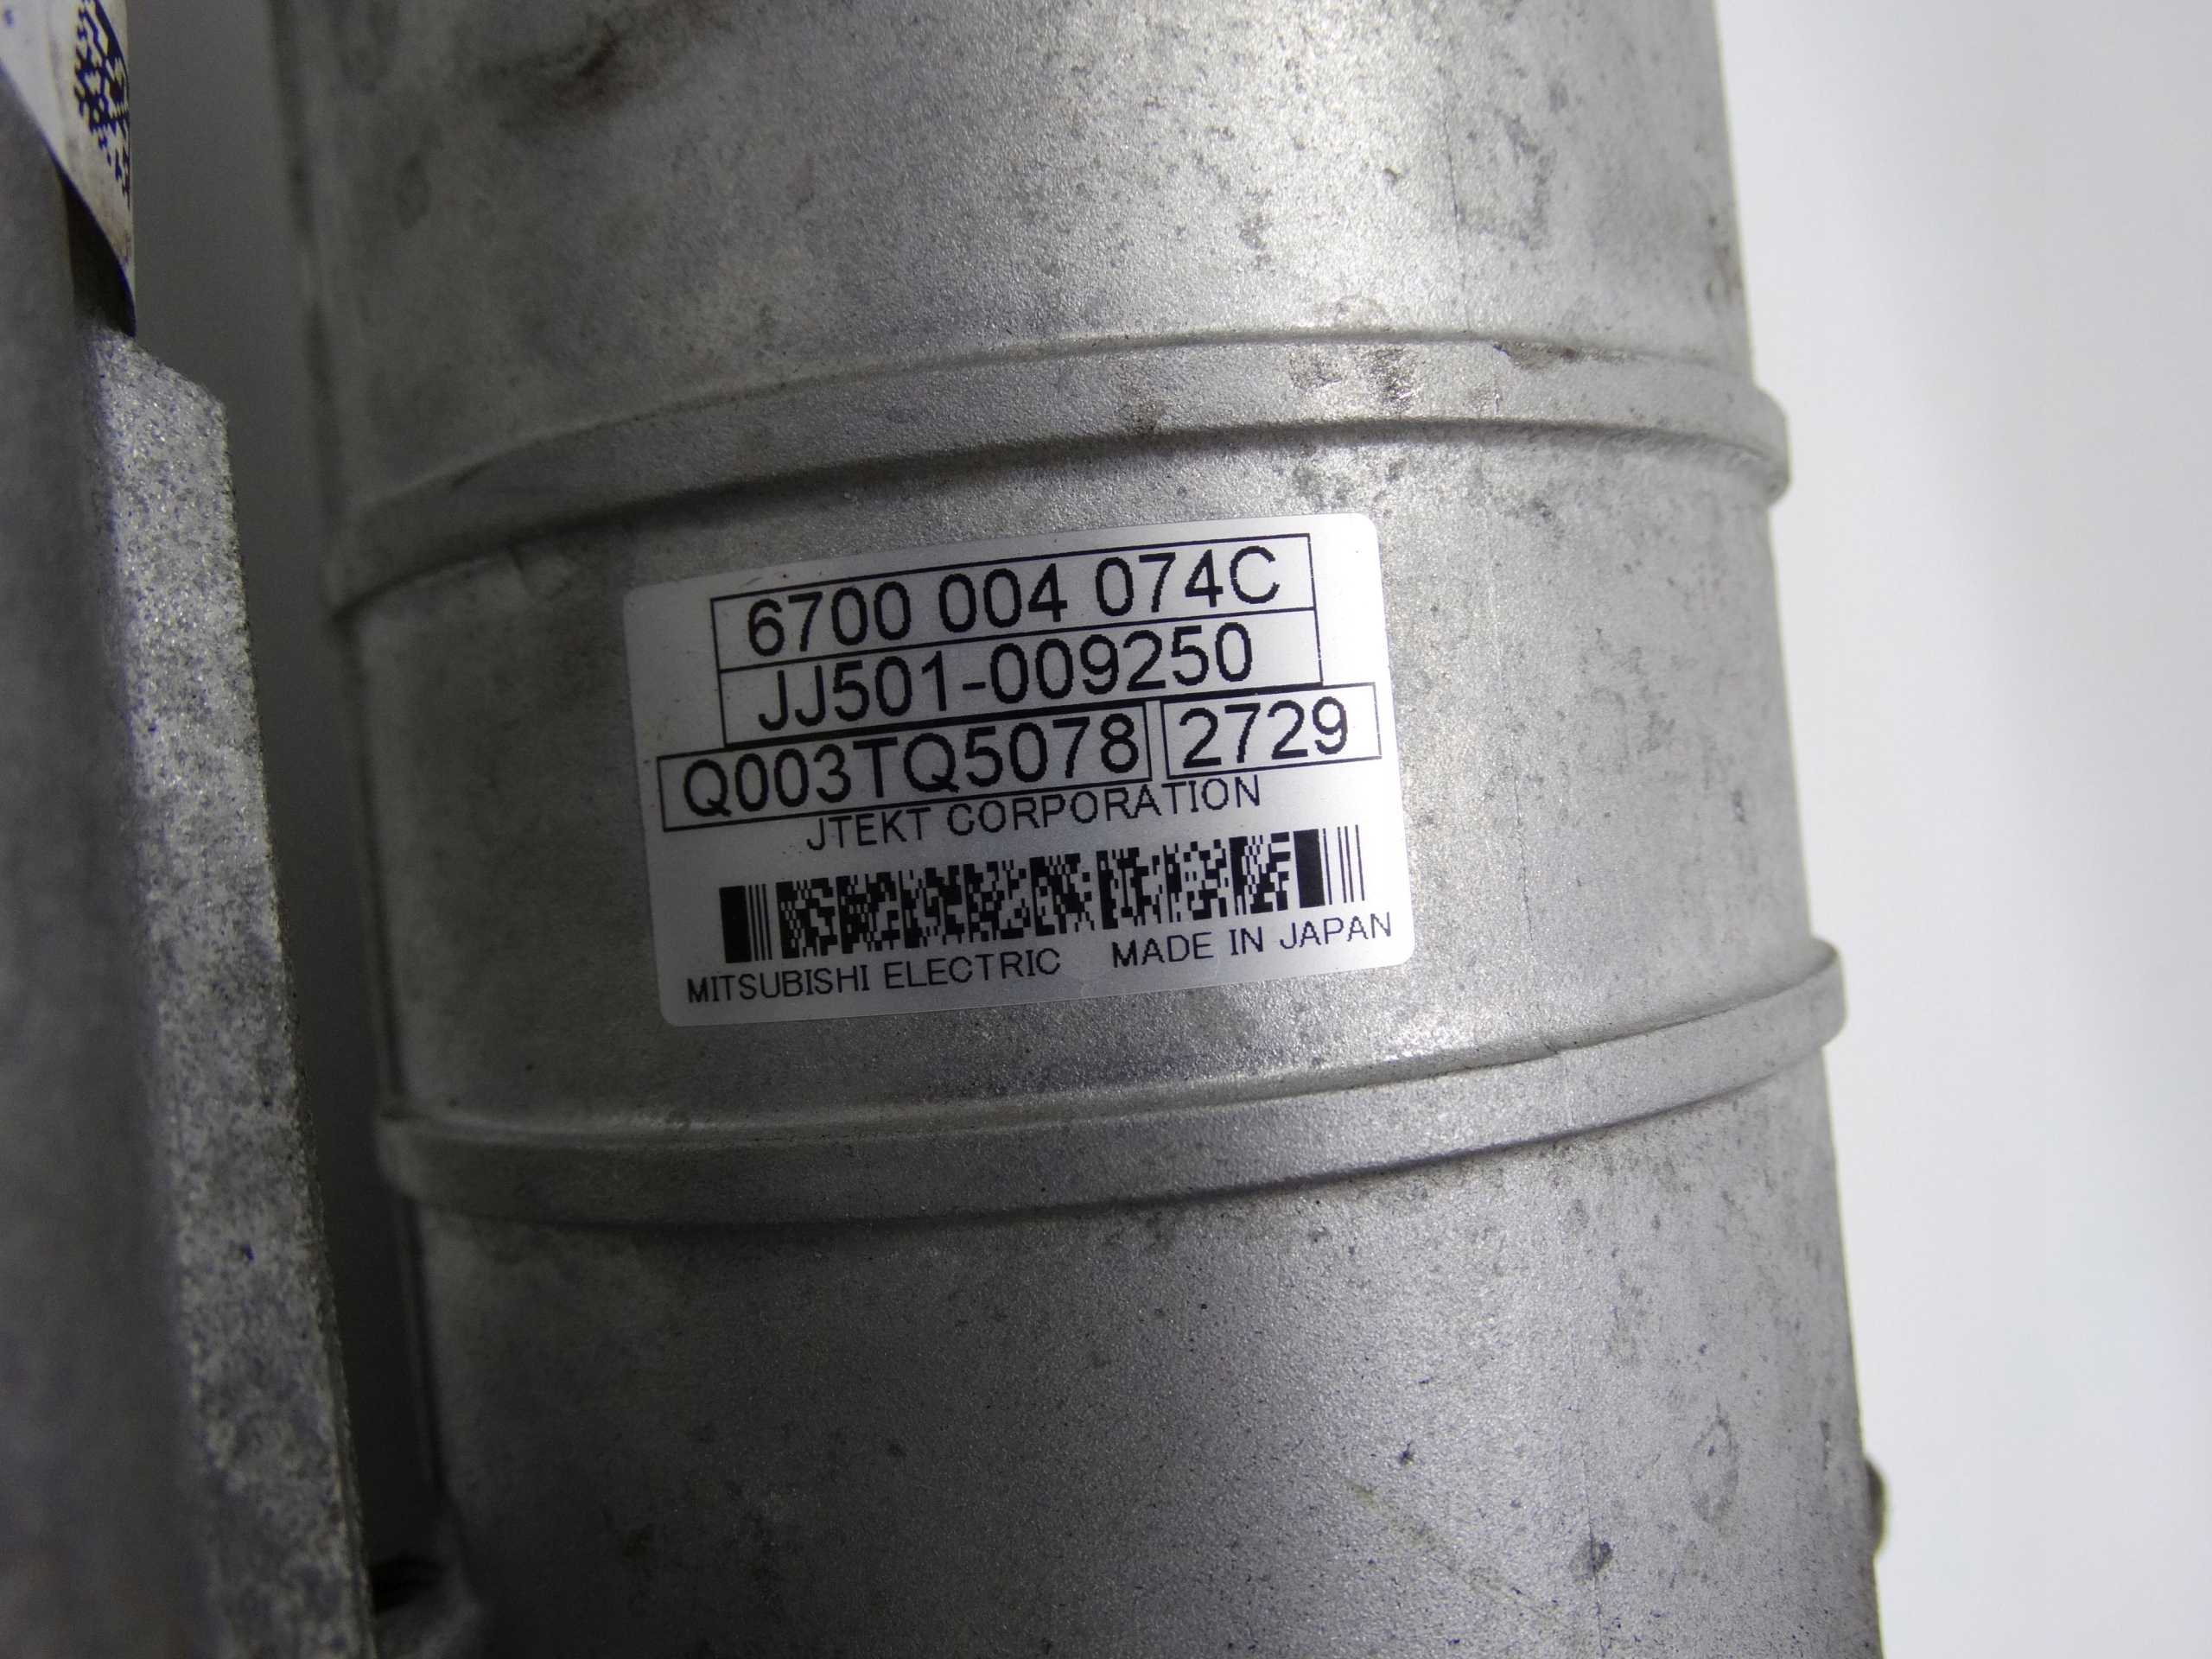 6700 004 074C
JJ501-009250
Q003TQ5078 2729
JTEKT CORPORATION
MITSUBISHI ELECTRIC MADE IN JAPAN